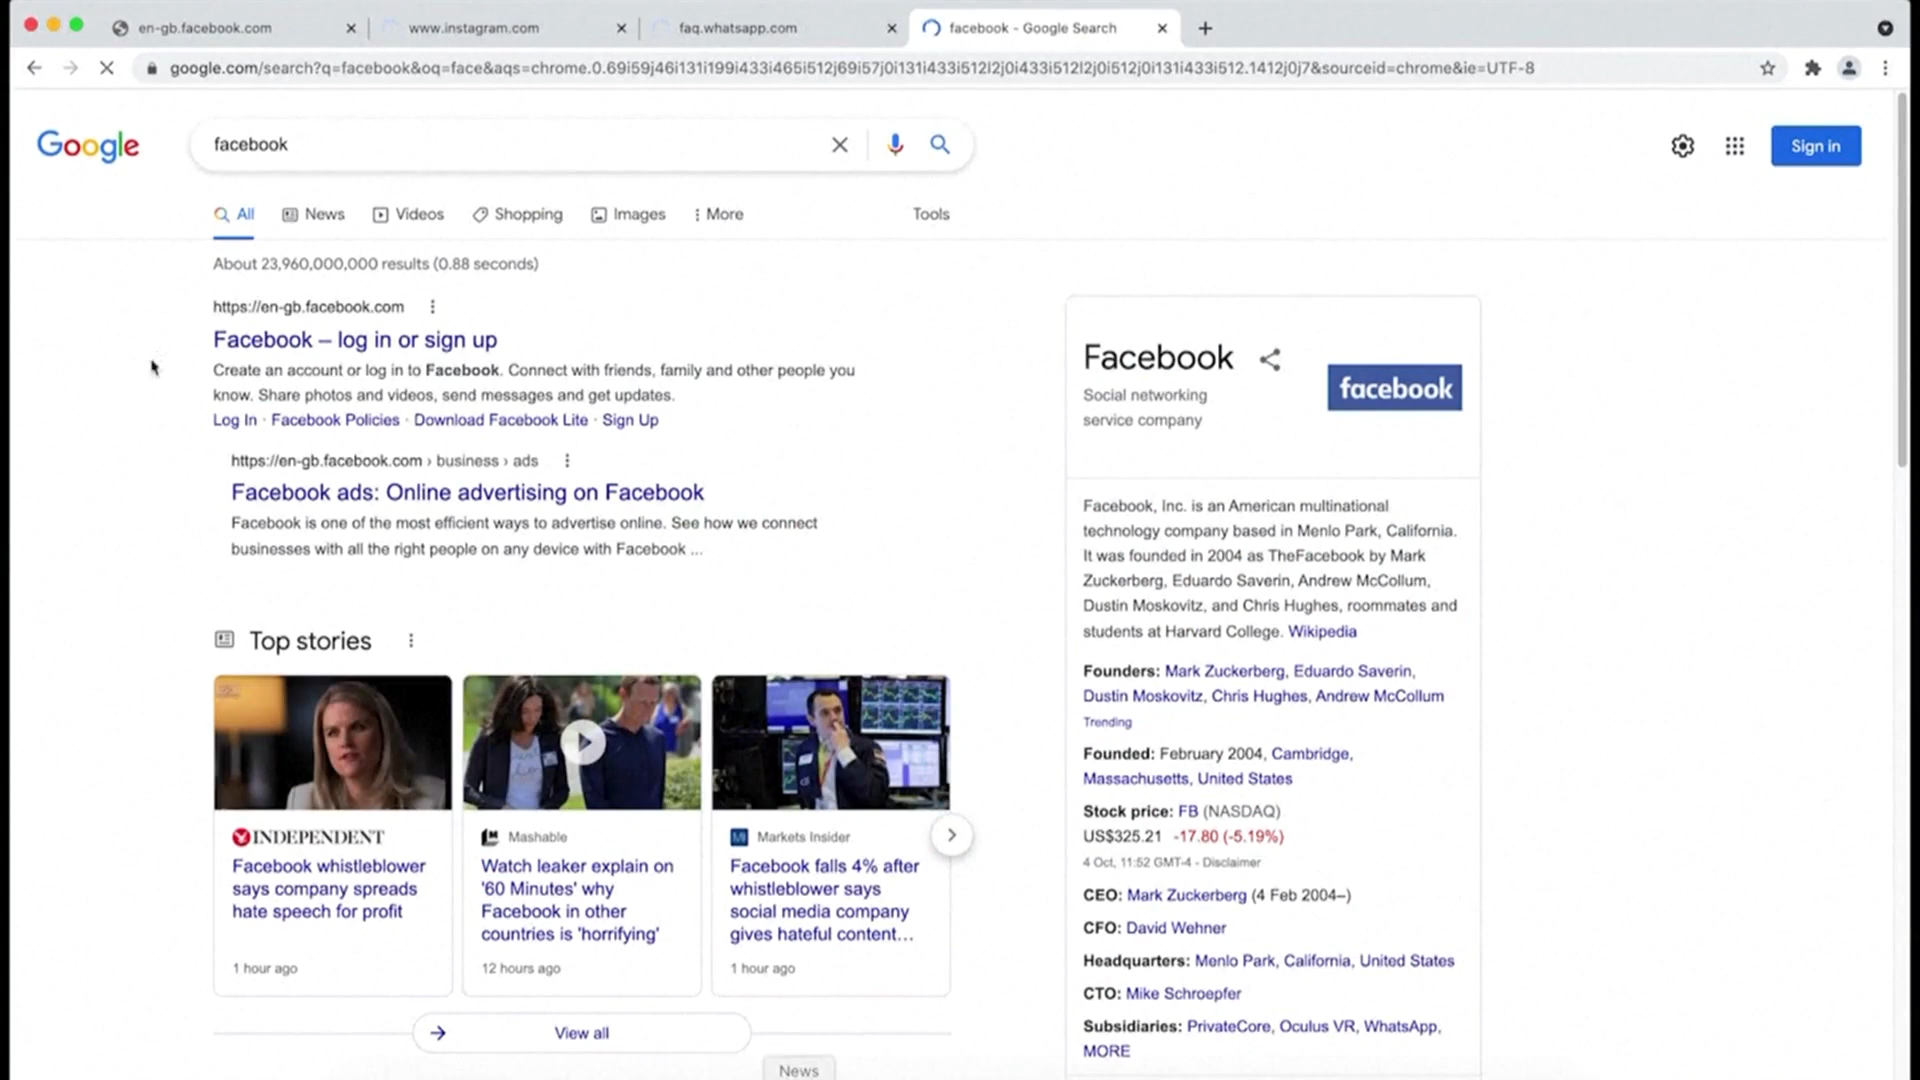 en-gb.facebook.com
www.instagram.com
faq.whatsapp.com
facebook - Google Search
google.com/search?q=facebook&oq=face&aqs=chrome.0.69i59j46i131i199i433i465i512j69i57j0i131i433i512l2j0i433i512l2j0i512j0i131i433i512.1412j0j7&sourceid=chrome&ie=UTF-8
Google
facebook
Sign in
All
News
Videos
Shopping
Images
More
Tools
About 23,960,000,000 results (0.88 seconds)
https://en-gb.facebook.com
Facebook – log in or sign up
Create an account or log in to Facebook. Connect with friends, family and other people you
know. Share photos and videos, send messages and get updates.
Log In · Facebook Policies · Download Facebook Lite · Sign Up
https://en-gb.facebook.com › business › ads
Facebook ads: Online advertising on Facebook
Facebook is one of the most efficient ways to advertise online. See how we connect
businesses with all the right people on any device with Facebook ...
Top stories
INDEPENDENT
Facebook whistleblower
says company spreads
hate speech for profit
1 hour ago
Mashable
Watch leaker explain on
'60 Minutes' why
Facebook in other
countries is 'horrifying'
12 hours ago
Markets Insider
Facebook falls 4% after
whistleblower says
social media company
gives hateful content...
1 hour ago
View all
News
Facebook
Social networking
service company
facebook
Facebook, Inc. is an American multinational
technology company based in Menlo Park, California.
It was founded in 2004 as TheFacebook by Mark
Zuckerberg, Eduardo Saverin, Andrew McCollum,
Dustin Moskovitz, and Chris Hughes, roommates and
students at Harvard College. Wikipedia
Founders: Mark Zuckerberg, Eduardo Saverin,
Dustin Moskovitz, Chris Hughes, Andrew McCollum
Trending
Founded: February 2004, Cambridge,
Massachusetts, United States
Stock price: FB (NASDAQ)
US$325.21 -17.80 (-5.19%)
4 Oct, 11:52 GMT-4 - Disclaimer
CEO: Mark Zuckerberg (4 Feb 2004–)
CFO: David Wehner
Headquarters: Menlo Park, California, United States
CTO: Mike Schroepfer
Subsidiaries: PrivateCore, Oculus VR, WhatsApp,
MORE